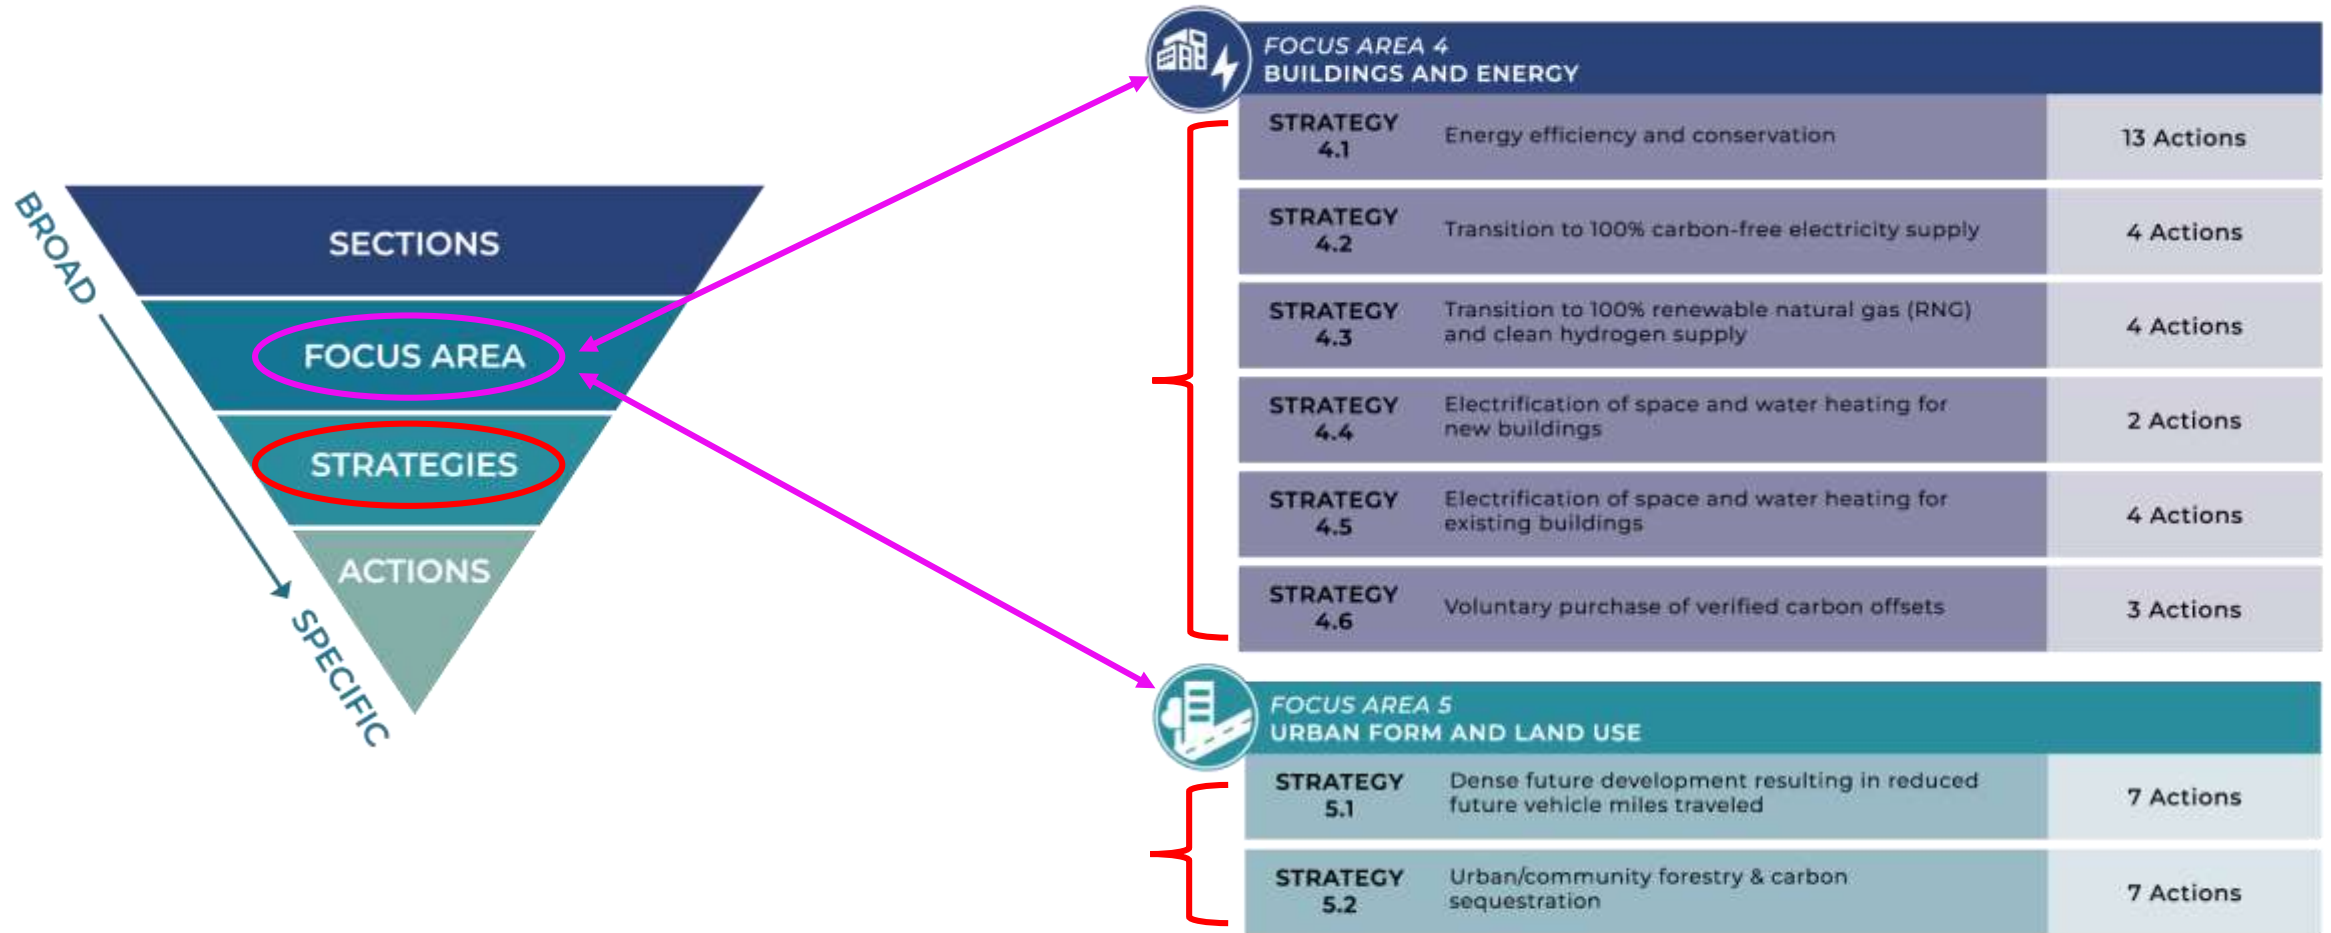 BROAD
SPECIFIC
SECTIONS
FOCUS AREA
STRATEGIES
ACTIONS
FOCUS AREA 4
BUILDINGS AND ENERGY
STRATEGY
4.1
Energy efficiency and conservation
13 Actions
STRATEGY
4.2
Transition to 100% carbon-free electricity supply
4 Actions
STRATEGY
4.3
Transition to 100% renewable natural gas (RNG)
and clean hydrogen supply
4 Actions
STRATEGY
4.4
Electrification of space and water heating for
new buildings
2 Actions
STRATEGY
4.5
Electrification of space and water heating for
existing buildings
4 Actions
STRATEGY
4.6
Voluntary purchase of verified carbon offsets
3 Actions
FOCUS AREA 5
URBAN FORM AND LAND USE
STRATEGY
5.1
Dense future development resulting in reduced
future vehicle miles traveled
7 Actions
STRATEGY
5.2
Urban/community forestry & carbon
sequestration
7 Actions